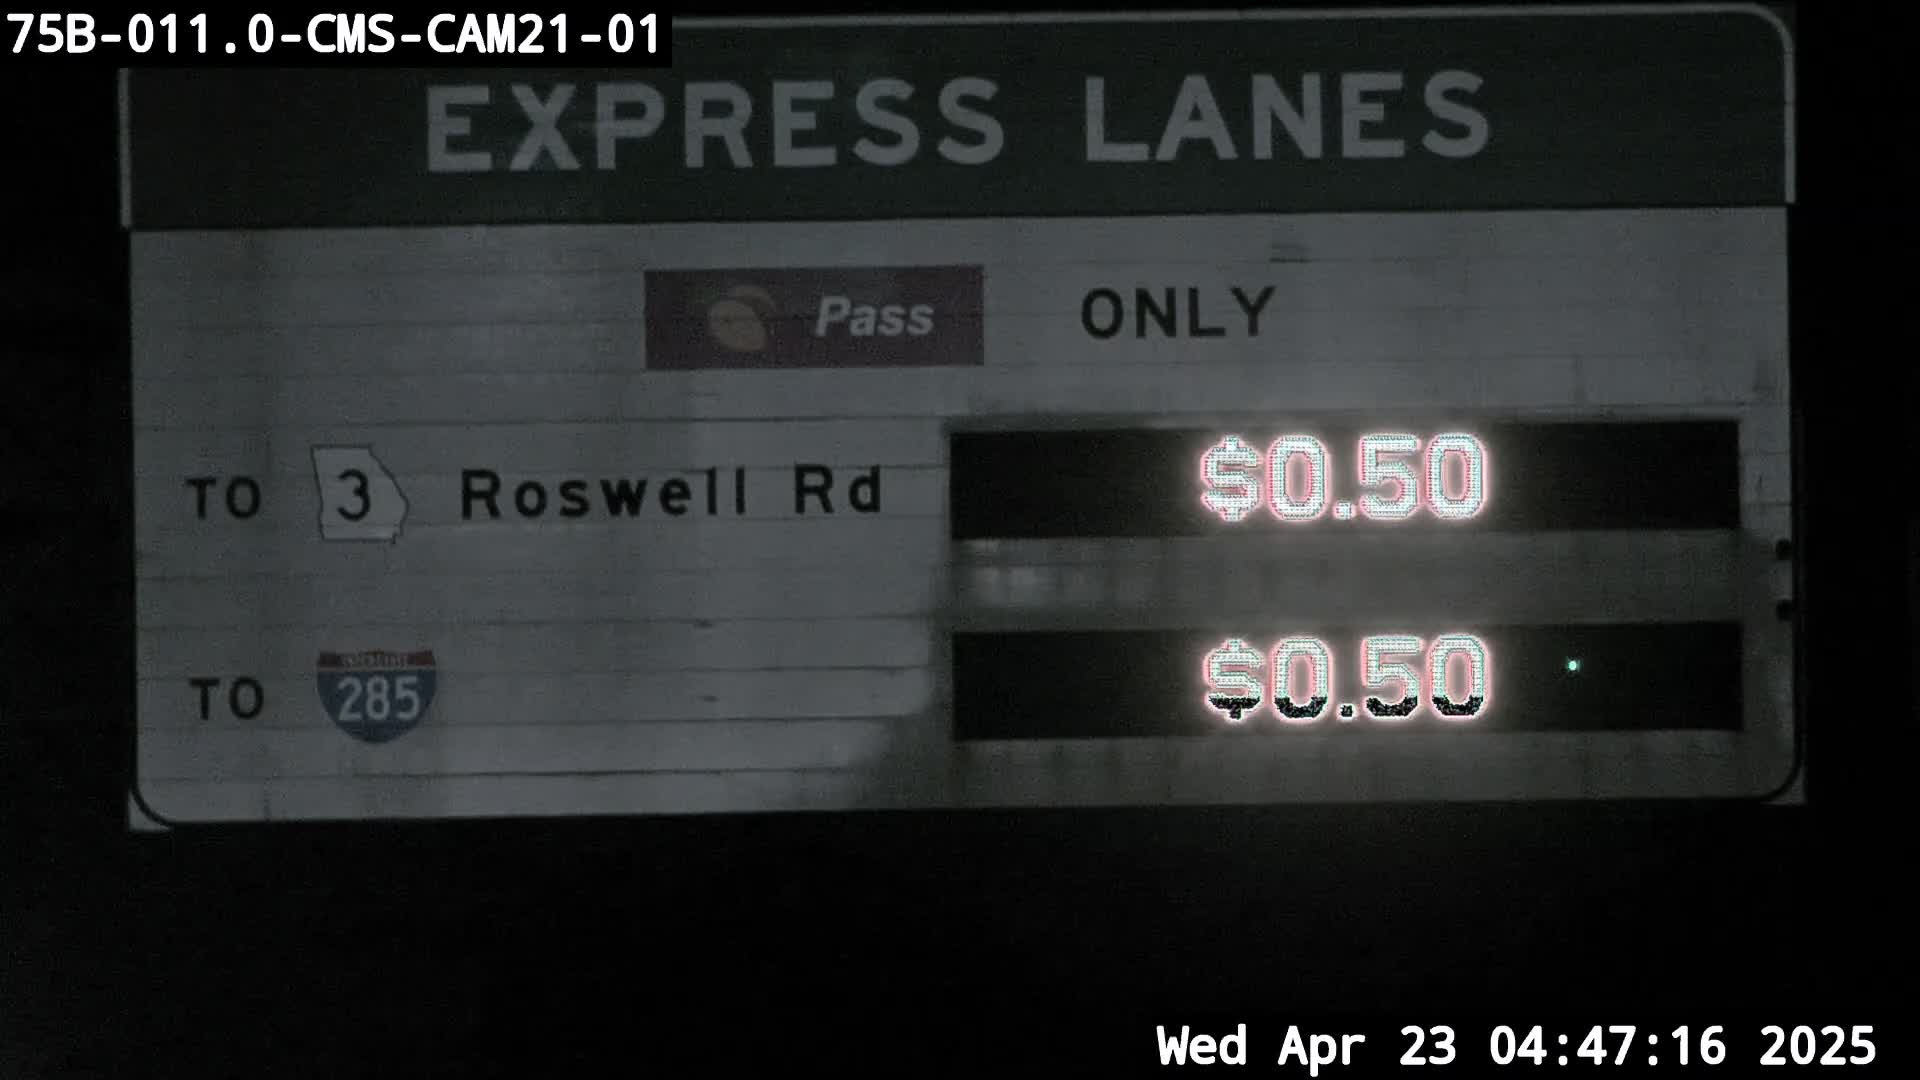 75B-011.0-CMS-CAM21-01
EXPRESS LANES
Pass ONLY
TO 3 Roswell Rd $0.50
TO 285 $0.50
Wed Apr 23 04:47:16 2025